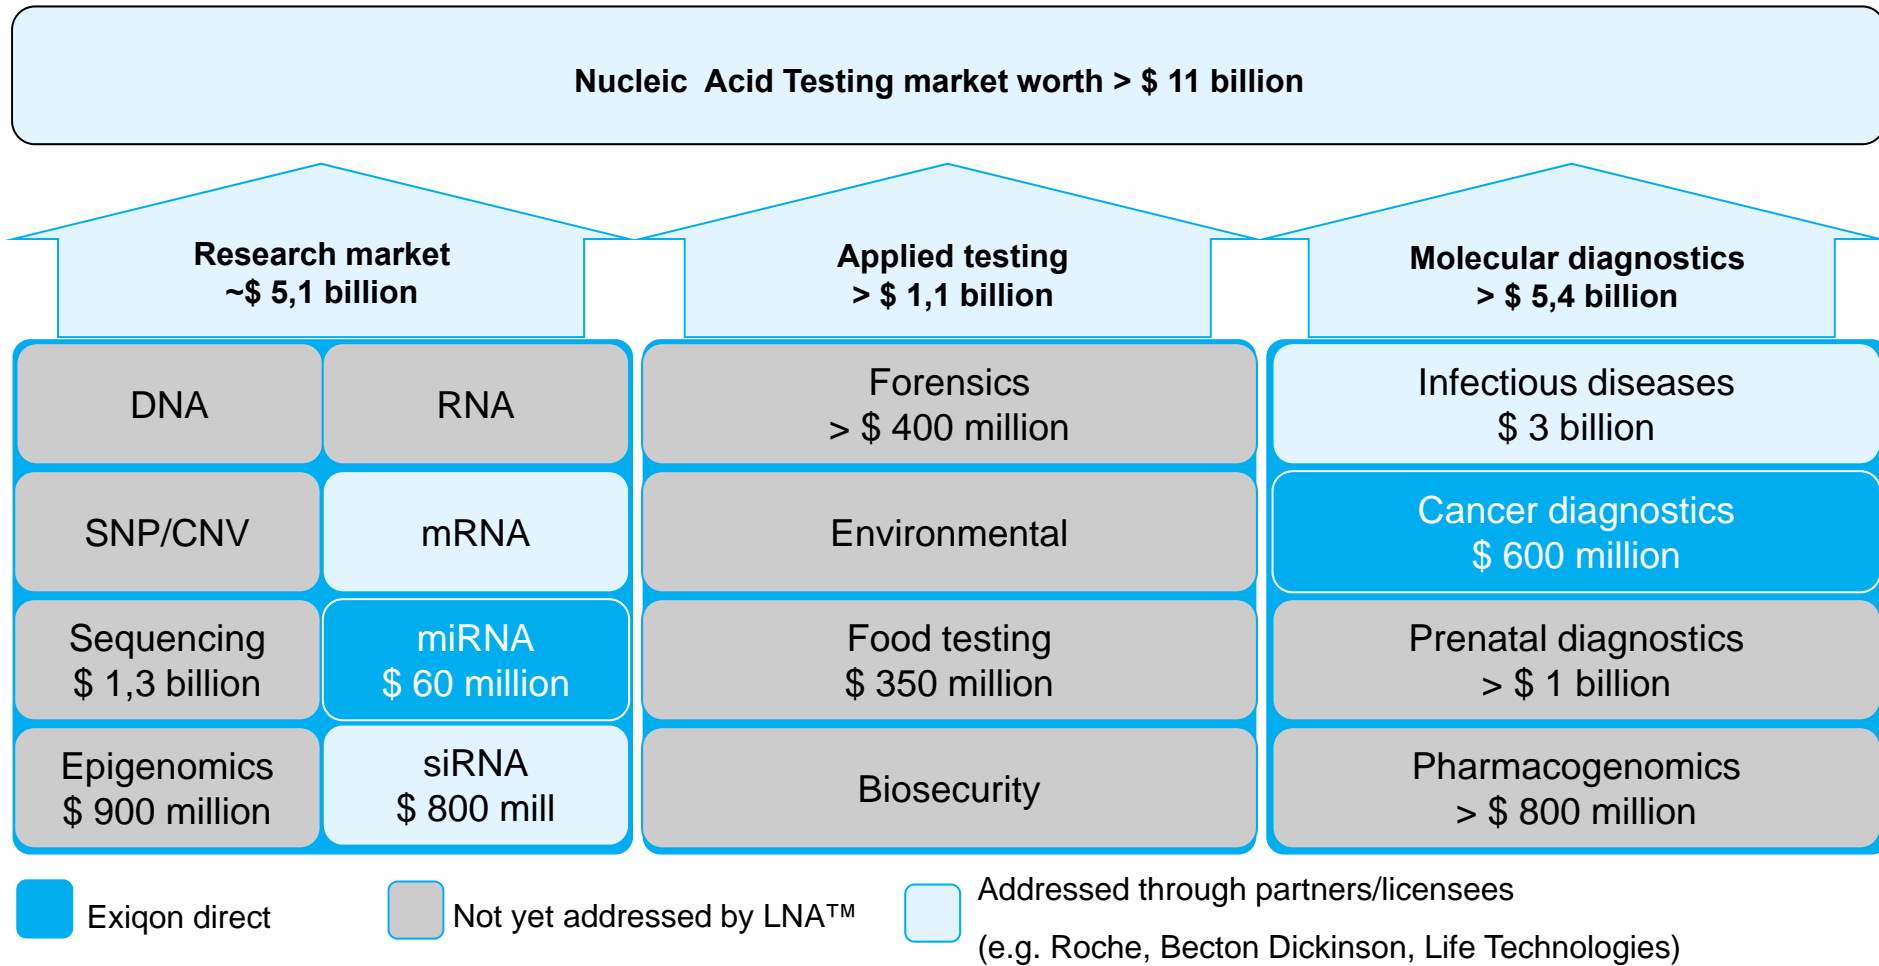 Nucleic Acid Testing market worth > $ 11 billion
Research market
~$ 5,1 billion
Applied testing
> $ 1,1 billion
Molecular diagnostics
> $ 5,4 billion
DNA
RNA
Forensics
> $ 400 million
Infectious diseases
$ 3 billion
SNP/CNV
mRNA
Environmental
Cancer diagnostics
$ 600 million
Sequencing
$ 1,3 billion
miRNA
$ 60 million
Food testing
$ 350 million
Prenatal diagnostics
> $ 1 billion
Epigenomics
$ 900 million
siRNA
$ 800 mill
Biosecurity
Pharmacogenomics
> $ 800 million
Exiqon direct
Not yet addressed by LNA™
Addressed through partners/licensees
(e.g. Roche, Becton Dickinson, Life Technologies)